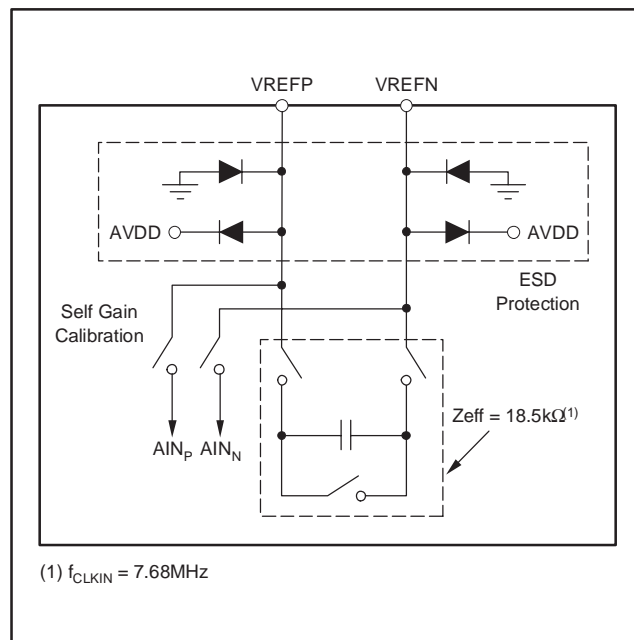 VREFP VREFN
AVDD
AVDD
ESD
Protection
Self Gain
Calibration
Zeff = 18.5kΩ(1)
AINP AINN
(1) fCLKIN = 7.68MHz